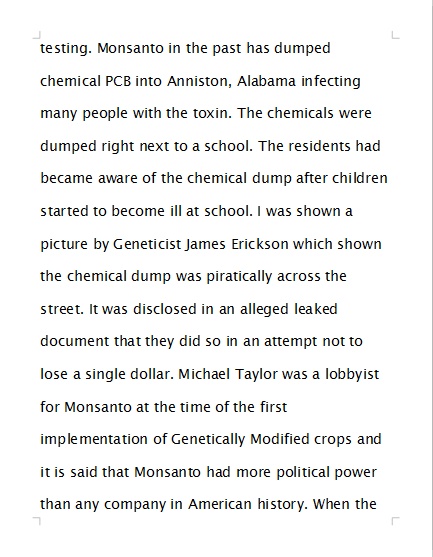 testing. Monsanto in the past has dumped
chemical PCB into Anniston, Alabama infecting
many people with the toxin. The chemicals were
dumped right next to a school. The residents had
became aware of the chemical dump after children
started to become ill at school. I was shown a
picture by Geneticist James Erickson which shown
the chemical dump was piratically across the
street. It was disclosed in an alleged leaked
document that they did so in an attempt not to
lose a single dollar. Michael Taylor was a lobbyist
for Monsanto at the time of the first
implementation of Genetically Modified crops and
it is said that Monsanto had more political power
than any company in American history. When the